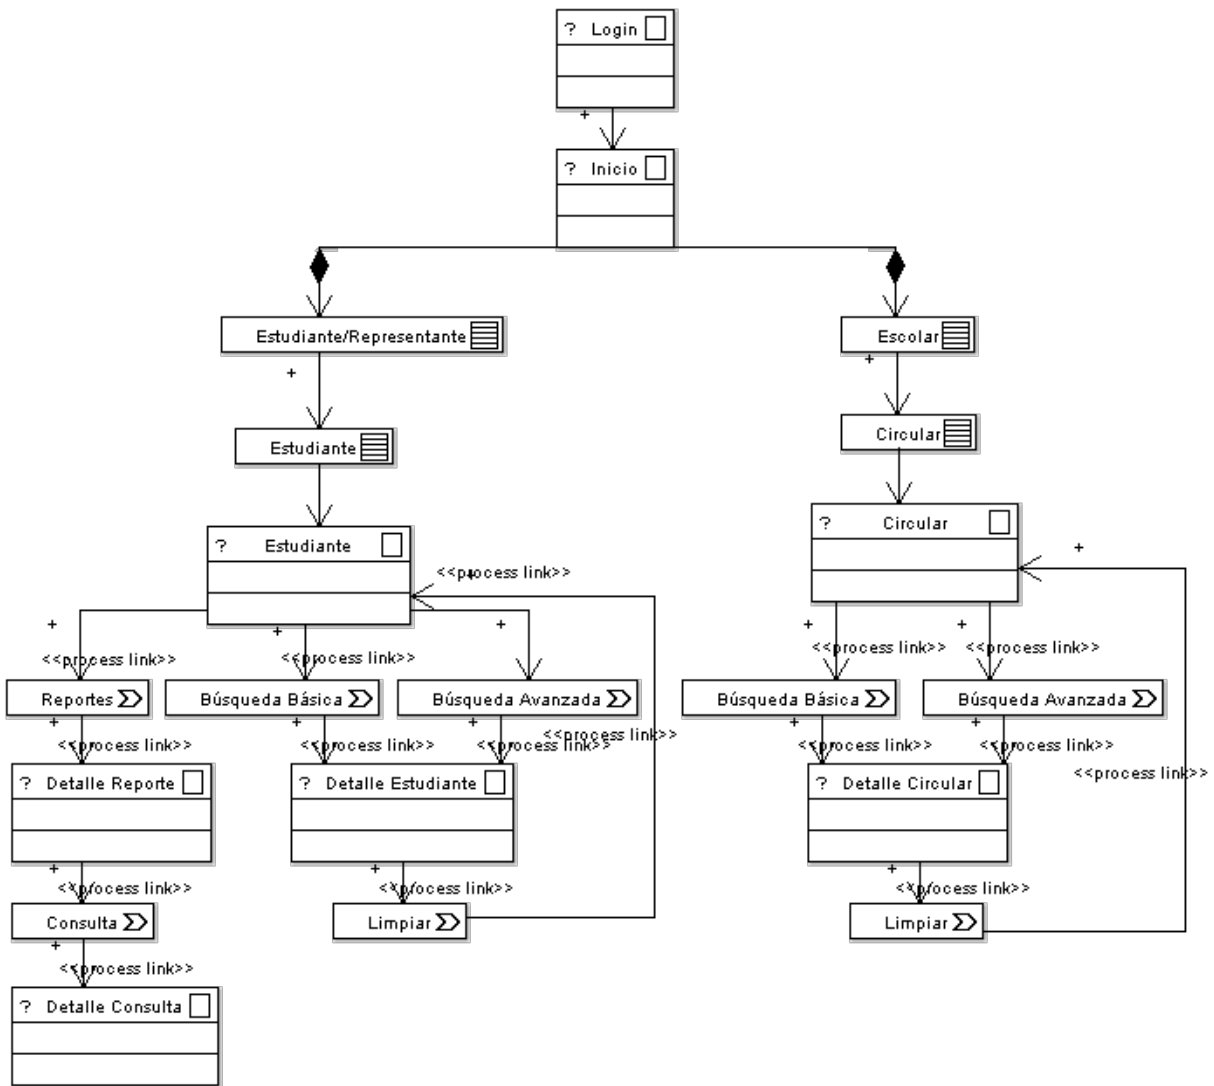 ? Login
+
? Inicio
Estudiante/Representante
Escolar
+
+
Estudiante
Circular
? Estudiante
? Circular
+
<<process link>>
+
+
+
+
+
+
<<process link>>
<<process link>>
<<process link>>
<<process link>>
Reportes
Búsqueda Básica
Búsqueda Avanzada
Búsqueda Básica
Búsqueda Avanzada
+
+
+
+
+
<<process link>>
<<process link>>
<<process link>>
<<process link>>
<<process link>>
<<process link>>
<<process link>>
? Detalle Reporte
? Detalle Estudiante
? Detalle Circular
+
+
+
<<process link>>
<<process link>>
<<process link>>
Consulta
Limpiar
Limpiar
+
<<process link>>
? Detalle Consulta